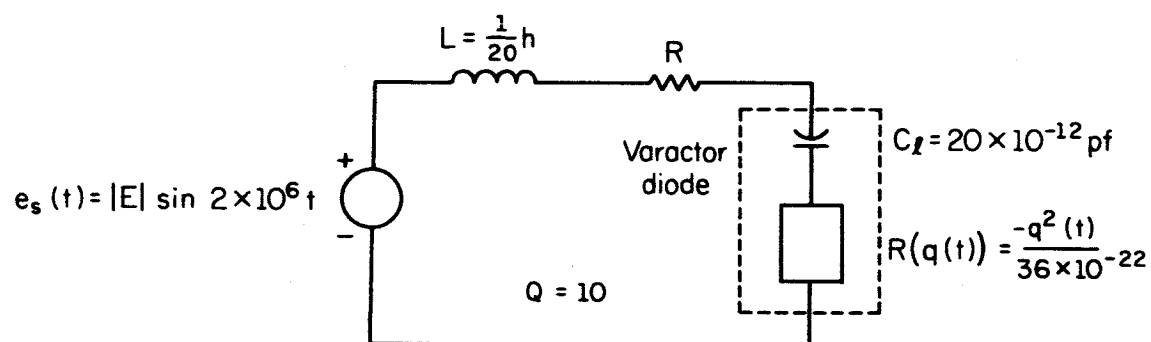 L = 1/20 h
R
+
Varactor
diode
C_ℓ = 20 × 10^-12 pf
e_s (t) = |E| sin 2×10^6 t
−
R(q(t)) = -q^2 (t) / 36 × 10^-22
Q = 10